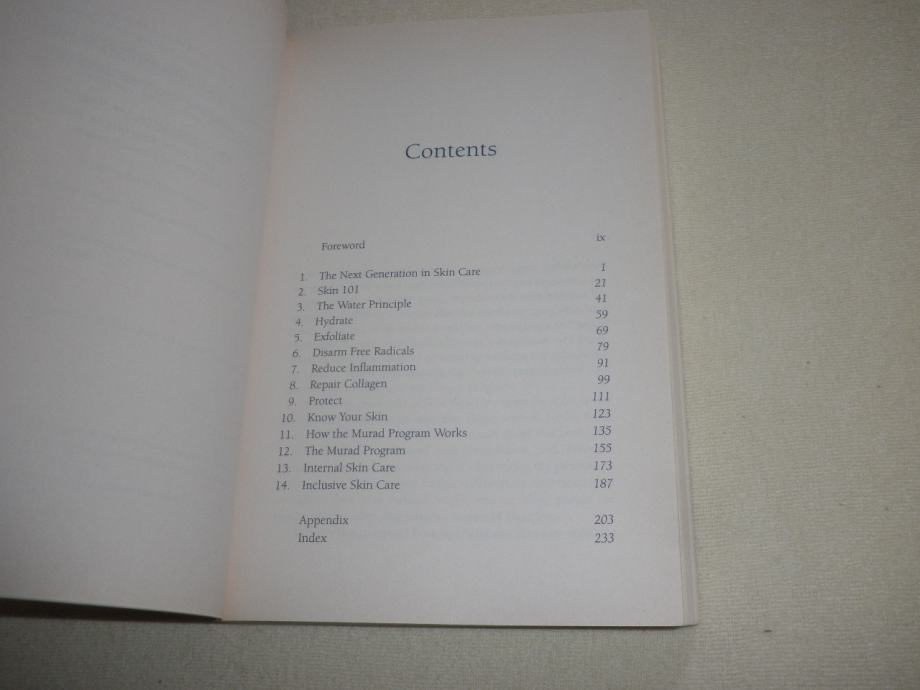 Contents
Foreword ix
1. The Next Generation in Skin Care 1
2. Skin 101 21
3. The Water Principle 41
4. Hydrate 59
5. Exfoliate 69
6. Disarm Free Radicals 79
7. Reduce Inflammation 91
8. Repair Collagen 99
9. Protect 111
10. Know Your Skin 123
11. How the Murad Program Works 135
12. The Murad Program 155
13. Internal Skin Care 173
14. Inclusive Skin Care 187
Appendix 203
Index 233